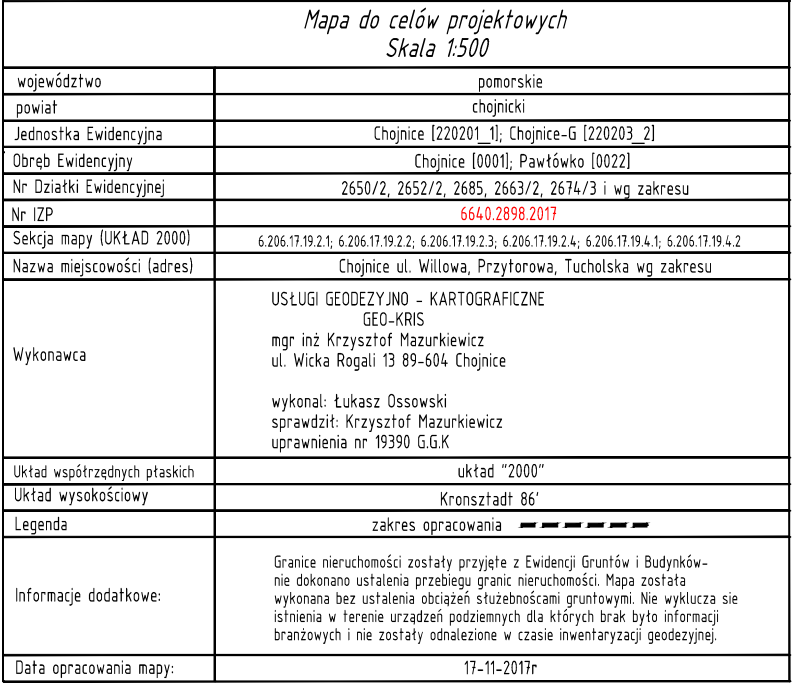 Mapa do celów projektowych
Skala 1:500
województwo pomorskie
powiat chojnicki
Jednostka Ewidencyjna Chojnice [220201_1]; Chojnice-G [220203_2]
Obręb Ewidencyjny Chojnice [0001]; Pawłówko [0022]
Nr Działki Ewidencyjnej 2650/2, 2652/2, 2685, 2663/2, 2674/3 i wg zakresu
Nr IZP 6640.2898.2017
Sekcja mapy (UKŁAD 2000) 6.206.17.19.2.1; 6.206.17.19.2.2; 6.206.17.19.2.3; 6.206.17.19.2.4; 6.206.17.19.4.1; 6.206.17.19.4.2
Nazwa miejscowości (adres) Chojnice ul. Willowa, Przytorowa, Tucholska wg zakresu
Wykonawca
USŁUGI GEODEZYJNO - KARTOGRAFICZNE
GEO-KRIS
mgr inż Krzysztof Mazurkiewicz
ul. Wicka Rogali 13 89-604 Chojnice
wykonal: Łukasz Ossowski
sprawdził: Krzysztof Mazurkiewicz
uprawnienia nr 19390 G.G.K
Układ współrzędnych płaskich układ "2000"
Układ wysokościowy Kronsztadt 86'
Legenda zakres opracowania
Informacje dodatkowe:
Granice nieruchomości zostały przyjęte z Ewidencji Gruntów i Budynków-
nie dokonano ustalenia przebiegu granic nieruchomości. Mapa została
wykonana bez ustalenia obciążeń służebnośćami gruntowymi. Nie wyklucza sie
istnienia w terenie urządzeń podziemnych dla których brak było informacji
branżowych i nie zostały odnalezione w czasie inwentaryzacji geodezyjnej.
Data opracowania mapy: 17-11-2017r